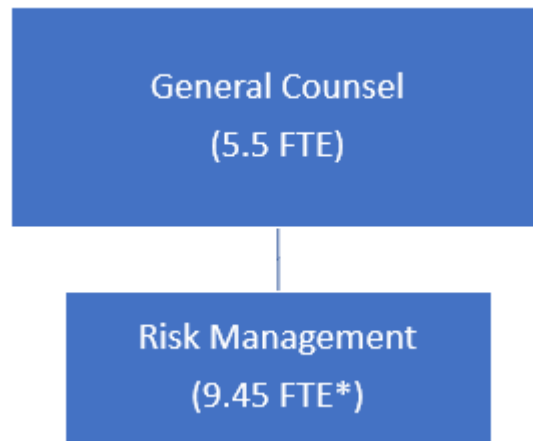 General Counsel
(5.5 FTE)
Risk Management
(9.45 FTE*)